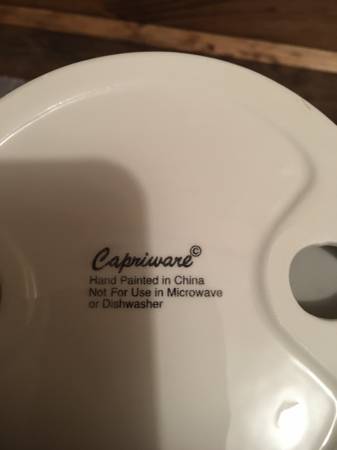 Capriware©
Hand Painted in China
Not For Use in Microwave
or Dishwasher